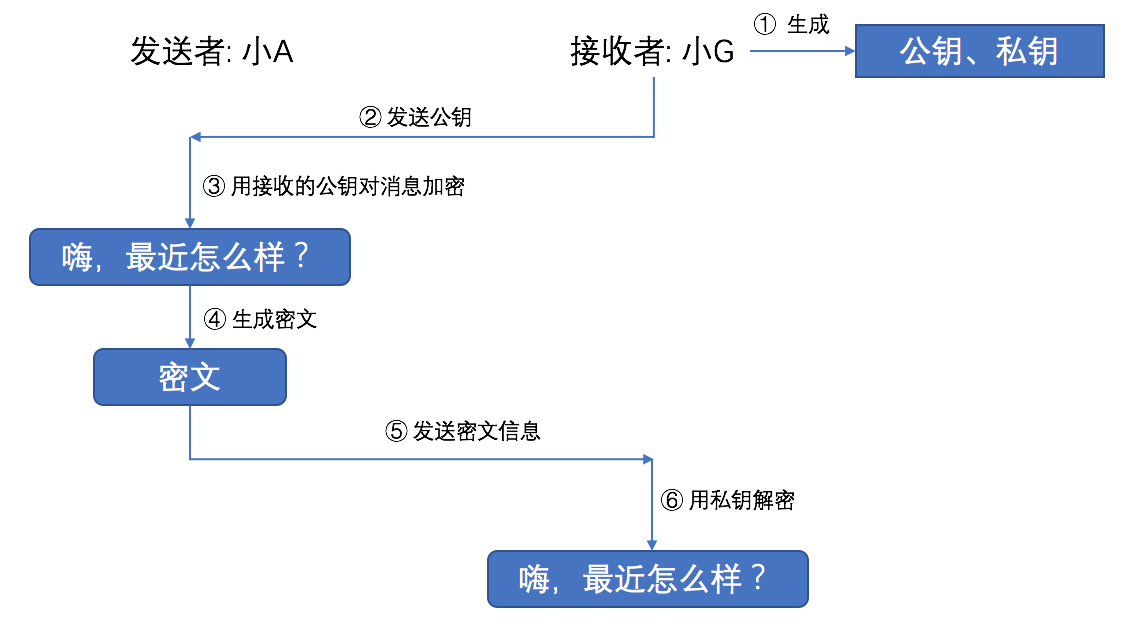 发送者: 小A
接收者: 小G
① 生成
公钥、私钥
② 发送公钥
③ 用接收的公钥对消息加密
嗨，最近怎么样？
④ 生成密文
密文
⑤ 发送密文信息
⑥ 用私钥解密
嗨，最近怎么样？